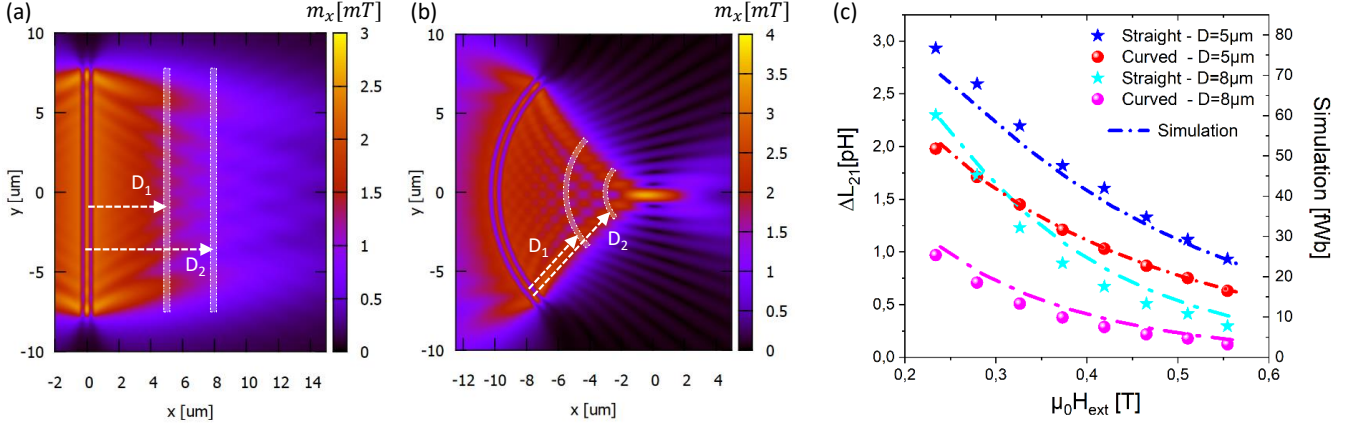 (a)
m_x[mT]
10
5
0
-5
-10
y [um]
D₁
D₂
-2 0 2 4 6 8 10 12 14
x [um]
3
2.5
2
1.5
1
0.5
0
(b)
m_x[mT]
10
5
0
-5
-10
y [um]
D₁
D₂
-12 -10 -8 -6 -4 -2 0 2 4
x [um]
4
3.5
3
2.5
2
1.5
1
0.5
0
(c)
Straight - D=5µm
Curved - D=5µm
Straight - D=8µm
Curved - D=8µm
Simulation
3,0
2,5
2,0
1,5
1,0
0,5
0,0
ΔL₂₁[pH]
0,2 0,3 0,4 0,5 0,6
µ₀H_ext [T]
80
70
60
50
40
30
20
10
0
Simulation [fWb]